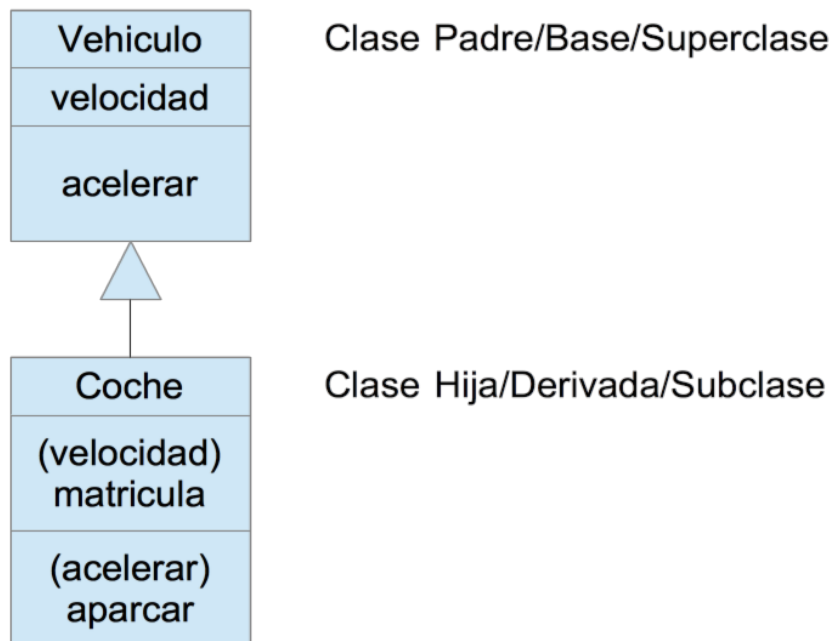 Vehiculo
Clase Padre/Base/Superclase
velocidad
acelerar
Coche
Clase Hija/Derivada/Subclase
(velocidad)
matricula
(acelerar)
aparcar